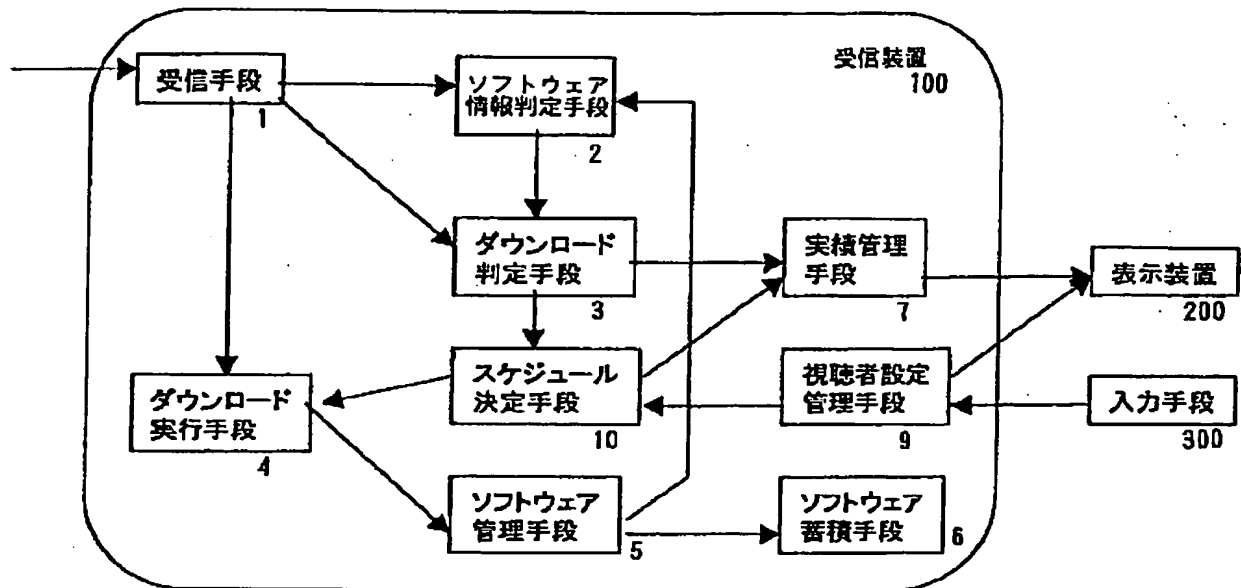 受信装置
100
受信手段
1
ソフトウェア
情報判定手段
2
ダウンロード
判定手段
3
実績管理
手段
7
表示装置
200
ダウンロード
実行手段
4
スケジュール
決定手段
10
視聴者設定
管理手段
9
入力手段
300
ソフトウェア
管理手段
5
ソフトウェア
蓄積手段
6